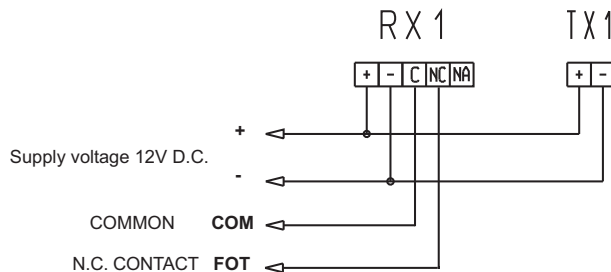 RX1 TX1
+ - C NC NA + -
+
Supply voltage 12V D.C.
-
COMMON COM
N.C. CONTACT FOT